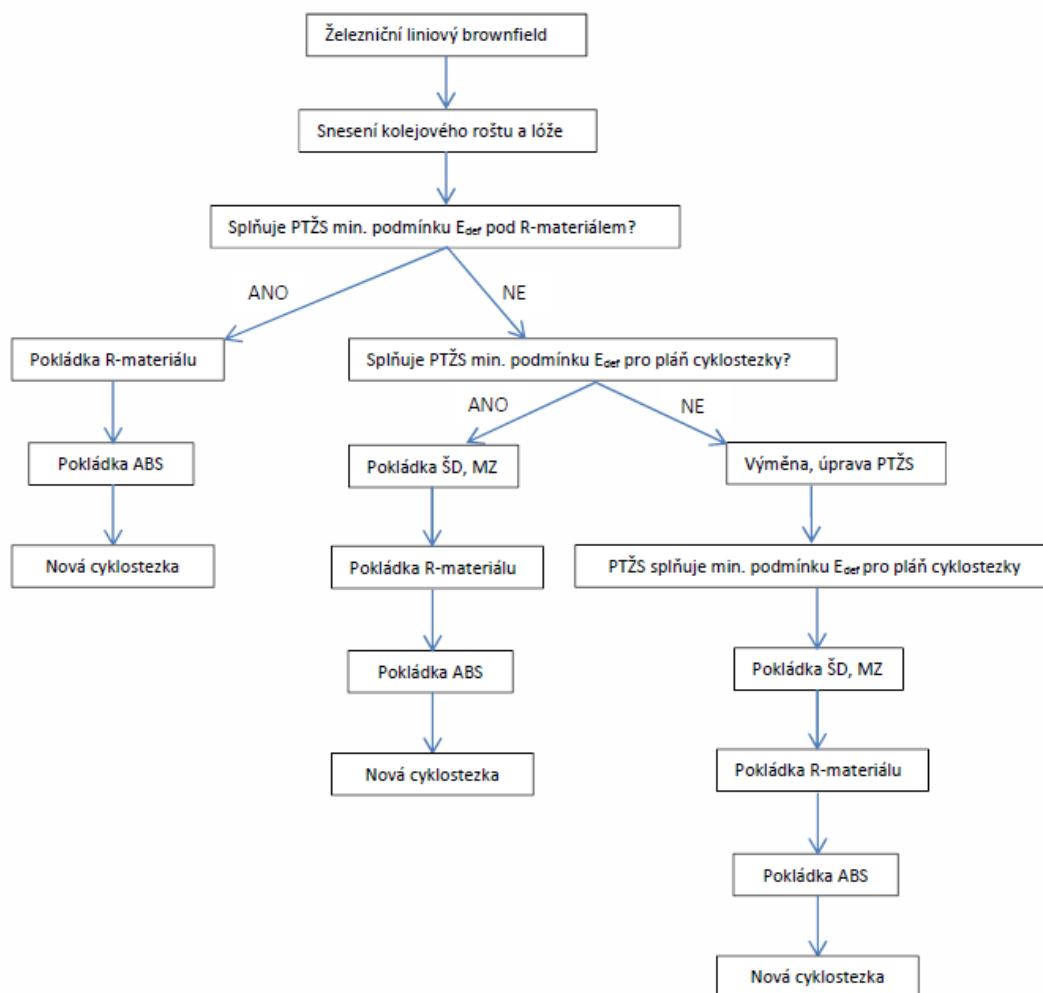 Železniční liniový brownfield
Snesení kolejového roštu a lóže
Splňuje PTŽS min. podmínku Edef pod R-materiálem?
ANO
NE
Pokládka R-materiálu
Splňuje PTŽS min. podmínku Edef pro pláň cyklostezky?
ANO
NE
Pokládka ABS
Pokládka ŠD, MZ
Výměna, úprava PTŽS
Nová cyklostezka
Pokládka R-materiálu
PTŽS splňuje min. podmínku Edef pro pláň cyklostezky
Pokládka ABS
Pokládka ŠD, MZ
Nová cyklostezka
Pokládka R-materiálu
Pokládka ABS
Nová cyklostezka